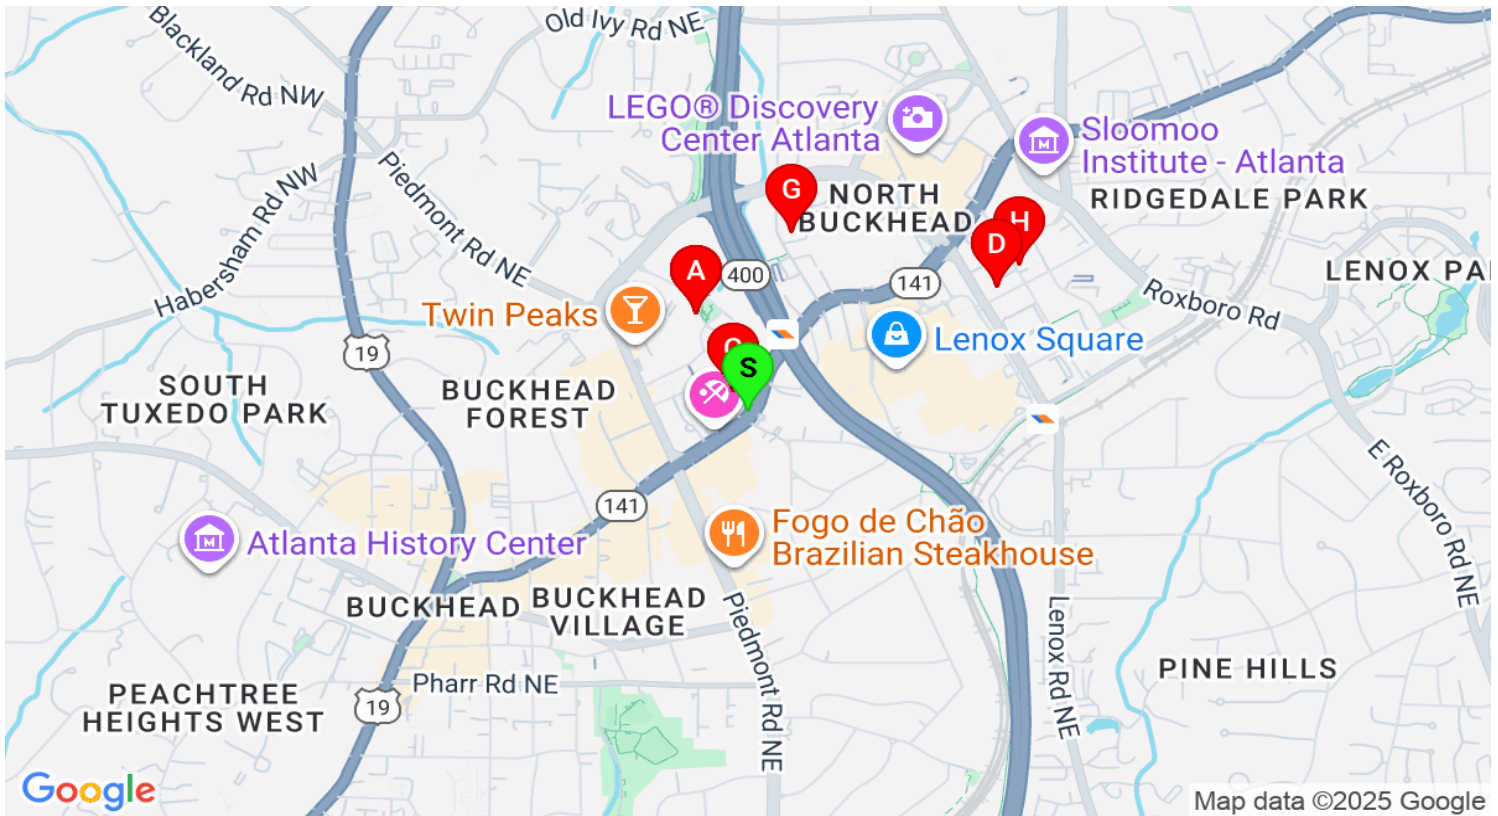 Old Ivy Rd NE
Blackland Rd NW
LEGO® Discovery
Center Atlanta
Sloomoo
Institute - Atlanta
Piedmont Rd NE
Habersham Rd NW
G
NORTH
BUCKHEAD
RIDGEDALE PARK
H
D
A
400
141
LENOX PA
Roxboro Rd
Twin Peaks
Lenox Square
19
S
SOUTH
TUXEDO PARK
BUCKHEAD
FOREST
E Roxboro Rd NE
141
Fogo de Chão
Brazilian Steakhouse
Atlanta History Center
BUCKHEAD
BUCKHEAD
VILLAGE
Piedmont Rd NE
Lenox Rd NE
PINE HILLS
Pharr Rd NE
PEACHTREE
HEIGHTS WEST
19
Google
Map data ©2025 Google